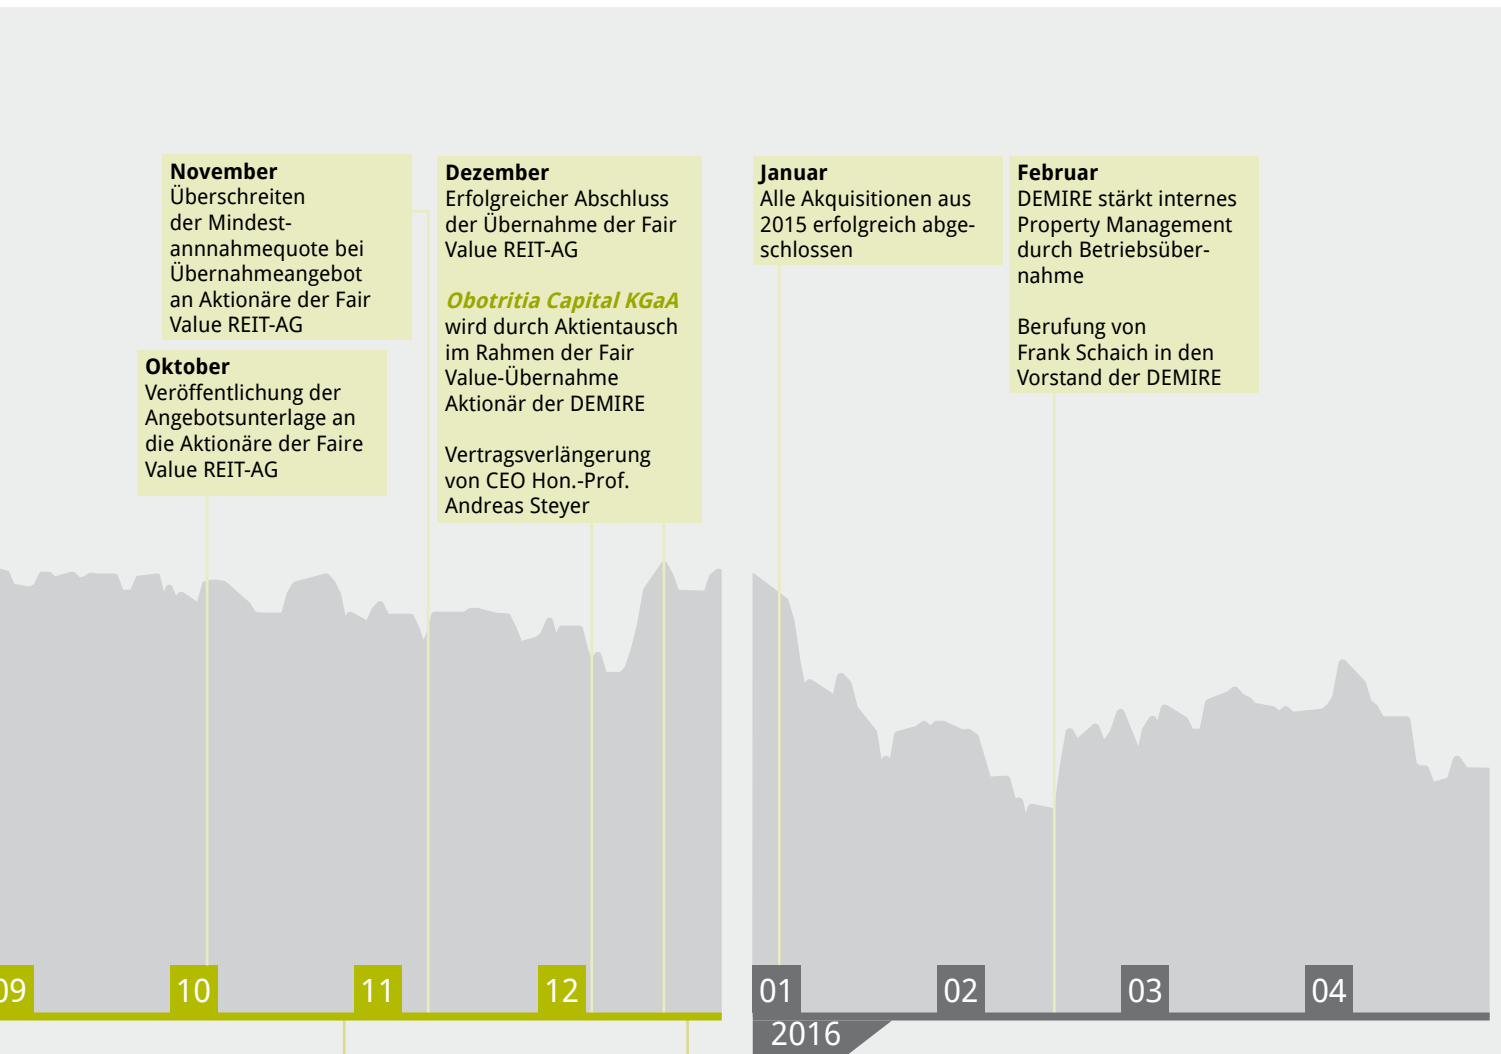 November
Überschreiten
der Mindest-
annnahmequote bei
Übernahmeangebot
an Aktionäre der Fair
Value REIT-AG
Oktober
Veröffentlichung der
Angebotsunterlage an
die Aktionäre der Faire
Value REIT-AG
Dezember
Erfolgreicher Abschluss
der Übernahme der Fair
Value REIT-AG
Obotritia Capital KGaA
wird durch Aktientausch
im Rahmen der Fair
Value-Übernahme
Aktionär der DEMIRE
Vertragsverlängerung
von CEO Hon.-Prof.
Andreas Steyer
Januar
Alle Akquisitionen aus
2015 erfolgreich abge-
schlossen
Februar
DEMIRE stärkt internes
Property Management
durch Betriebsüber-
nahme
Berufung von
Frank Schaich in den
Vorstand der DEMIRE
09 10 11 12 01 02 03 04
2016